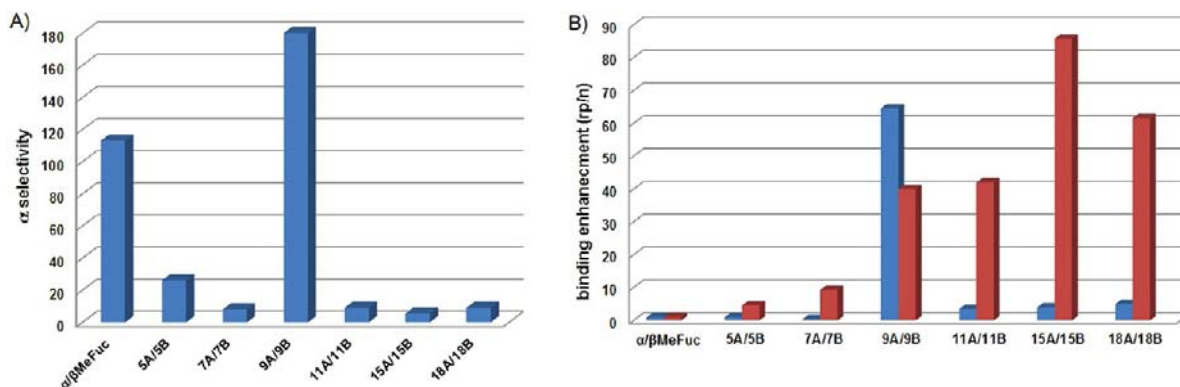 A)
α selectivity
180
160
140
120
100
80
60
40
20
0
α/βMeFuc
5A/5B
7A/7B
9A/9B
11A/11B
15A/15B
18A/18B
B)
binding enhanecment (rp/n)
90
80
70
60
50
40
30
20
10
0
α/βMeFuc 5A/5B 7A/7B 9A/9B 11A/11B 15A/15B 18A/18B